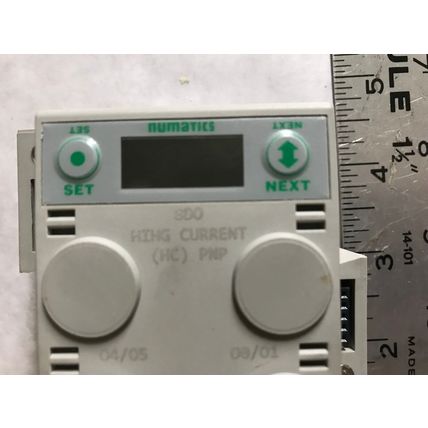 SET
numatics
NEXT
SET
NEXT
8DO
HIHG CURRENT
(HC) PNP
04/05
00/01
5
4
3
2
ULE
1½"
14-101
MADE